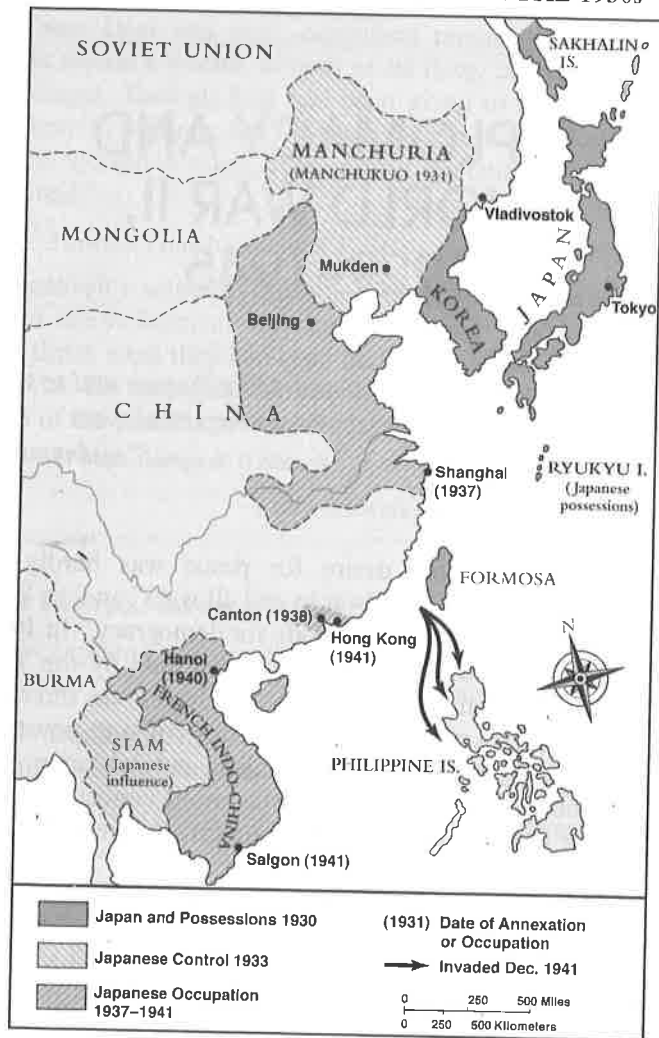 1930s
SOVIET UNION
SAKHALIN
IS.
MANCHURIA
(MANCHUKUO 1931)
Vladivostok
MONGOLIA
Mukden
JAPAN
KOREA
Tokyo
Beijing
CHINA
Shanghai
(1937)
RYUKYU I.
(Japanese
possessions)
FORMOSA
Canton (1938)
Hong Kong
(1941)
N
Hanoi
(1940)
BURMA
FRENCH INDO-CHINA
SIAM
(Japanese
influence)
PHILIPPINE IS.
Saigon (1941)
Japan and Possessions 1930
Japanese Control 1933
Japanese Occupation
1937–1941
(1931) Date of Annexation
or Occupation
Invaded Dec. 1941
0 250 500 Miles
0 250 500 Kilometers